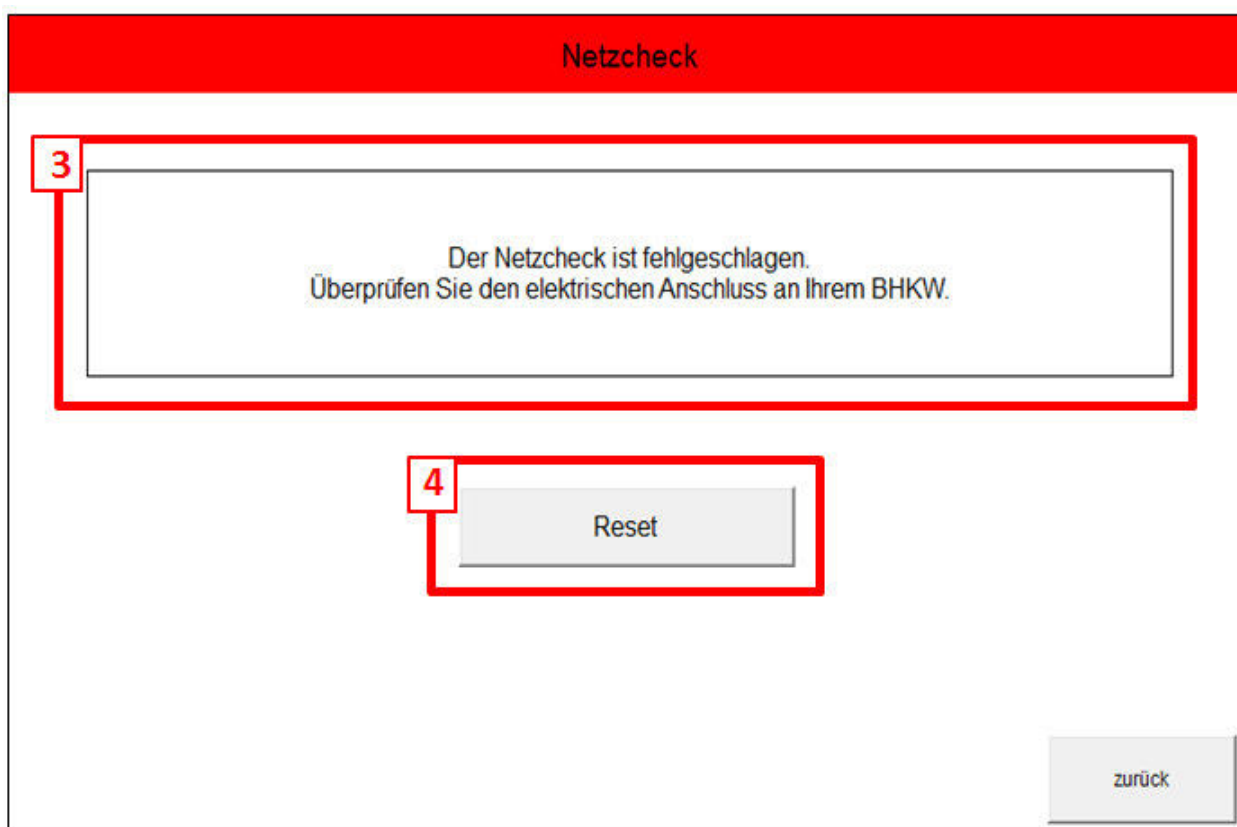 Netzcheck
3
Der Netzcheck ist fehlgeschlagen.
Überprüfen Sie den elektrischen Anschluss an Ihrem BHKW.
4
Reset
zurück